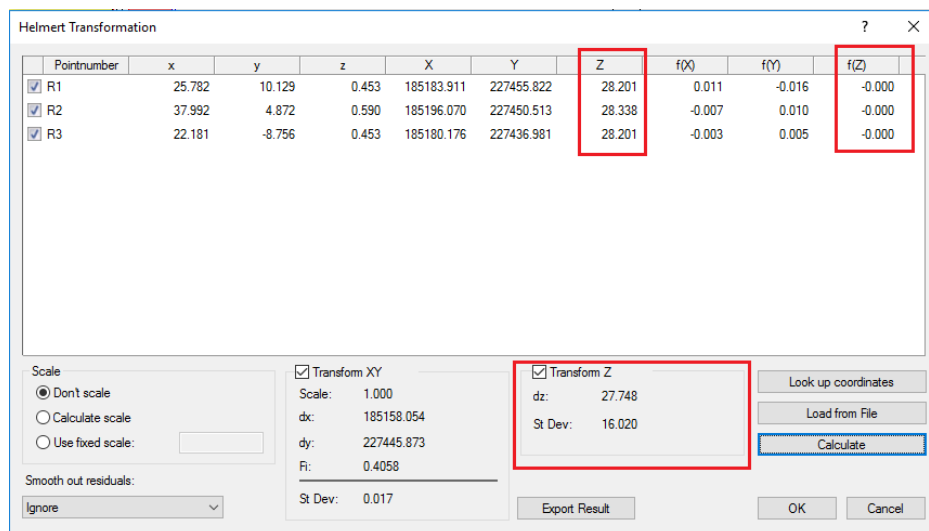 Helmert Transformation ?
Pointnumber x y z X Y Z f(X) f(Y) f(Z)
R1 25.782 10.129 0.453 185183.911 227455.822 28.201 0.011 -0.016 -0.000
R2 37.992 4.872 0.590 185196.070 227450.513 28.338 -0.007 0.010 -0.000
R3 22.181 -8.756 0.453 185180.176 227436.981 28.201 -0.003 0.005 -0.000
Scale
Don't scale
Calculate scale
Use fixed scale:
Smooth out residuals:
Ignore
Transform XY
Scale: 1.000
dx: 185158.054
dy: 227445.873
Fi: 0.4058
St Dev: 0.017
Transform Z
dz: 27.748
St Dev: 16.020
Look up coordinates
Load from File
Calculate
Export Result
OK
Cancel